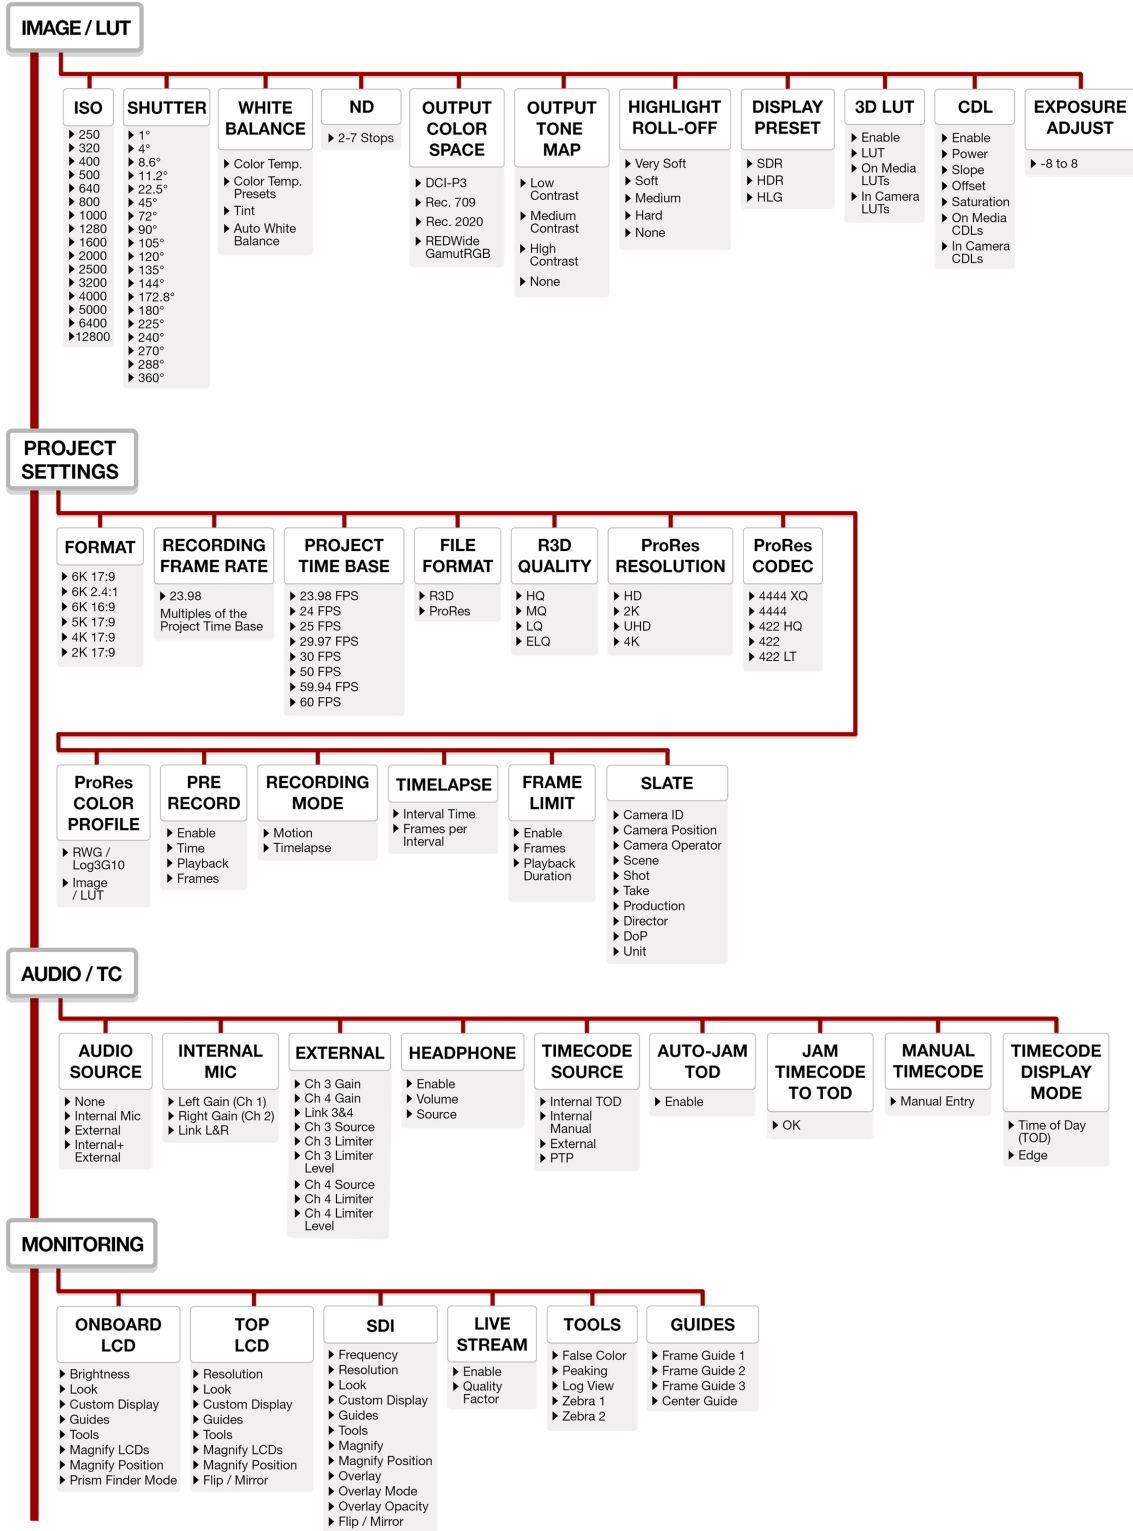 IMAGE / LUT
ISO
250
320
400
500
640
800
1000
1280
1600
2000
2500
3200
4000
5000
6400
12800
SHUTTER
1°
4°
8.6°
11.2°
22.5°
45°
72°
90°
105°
120°
135°
144°
172.8°
180°
225°
240°
270°
288°
360°
WHITE
BALANCE
Color Temp.
Color Temp.
Presets
Tint
Auto White
Balance
ND
2-7 Stops
OUTPUT
COLOR
SPACE
DCI-P3
Rec. 709
Rec. 2020
REDWide
GamutRGB
OUTPUT
TONE
MAP
Low
Contrast
Medium
Contrast
High
Contrast
None
HIGHLIGHT
ROLL-OFF
Very Soft
Soft
Medium
Hard
None
DISPLAY
PRESET
SDR
HDR
HLG
3D LUT
Enable
LUT
On Media
LUTs
In Camera
LUTs
CDL
Enable
Power
Slope
Offset
Saturation
On Media
CDLs
In Camera
CDLs
EXPOSURE
ADJUST
-8 to 8
PROJECT
SETTINGS
FORMAT
6K 17:9
6K 2.4:1
6K 16:9
5K 17:9
4K 17:9
2K 17:9
RECORDING
FRAME RATE
23.98
Multiples of the
Project Time Base
PROJECT
TIME BASE
23.98 FPS
24 FPS
25 FPS
29.97 FPS
30 FPS
50 FPS
59.94 FPS
60 FPS
FILE
FORMAT
R3D
ProRes
R3D
QUALITY
HQ
MQ
LQ
ELQ
ProRes
RESOLUTION
HD
2K
UHD
4K
ProRes
CODEC
4444 XQ
4444
422 HQ
422
422 LT
ProRes
COLOR
PROFILE
RWG /
Log3G10
Image
/ LUT
PRE
RECORD
Enable
Time
Playback
Frames
RECORDING
MODE
Motion
Timelapse
TIMELAPSE
Interval Time
Frames per
Interval
FRAME
LIMIT
Enable
Frames
Playback
Duration
SLATE
Camera ID
Camera Position
Camera Operator
Scene
Shot
Take
Production
Director
DoP
Unit
AUDIO / TC
AUDIO
SOURCE
None
Internal Mic
External
Internal+
External
INTERNAL
MIC
Left Gain (Ch 1)
Right Gain (Ch 2)
Link L&R
EXTERNAL
Ch 3 Gain
Ch 4 Gain
Link 3&4
Ch 3 Source
Ch 3 Limiter
Ch 3 Limiter
Level
Ch 4 Source
Ch 4 Limiter
Ch 4 Limiter
Level
HEADPHONE
Enable
Volume
Source
TIMECODE
SOURCE
Internal TOD
Internal
Manual
External
PTP
AUTO-JAM
TOD
Enable
JAM
TIMECODE
TO TOD
OK
MANUAL
TIMECODE
Manual Entry
TIMECODE
DISPLAY
MODE
Time of Day
(TOD)
Edge
MONITORING
ONBOARD
LCD
Brightness
Look
Custom Display
Guides
Tools
Magnify LCDs
Magnify Position
Prism Finder Mode
TOP
LCD
Resolution
Look
Custom Display
Guides
Tools
Magnify LCDs
Magnify Position
Flip / Mirror
SDI
Frequency
Resolution
Look
Custom Display
Guides
Tools
Magnify
Magnify Position
Overlay
Overlay Mode
Overlay Opacity
Flip / Mirror
LIVE
STREAM
Enable
Quality
Factor
TOOLS
False Color
Peaking
Log View
Zebra 1
Zebra 2
GUIDES
Frame Guide 1
Frame Guide 2
Frame Guide 3
Center Guide